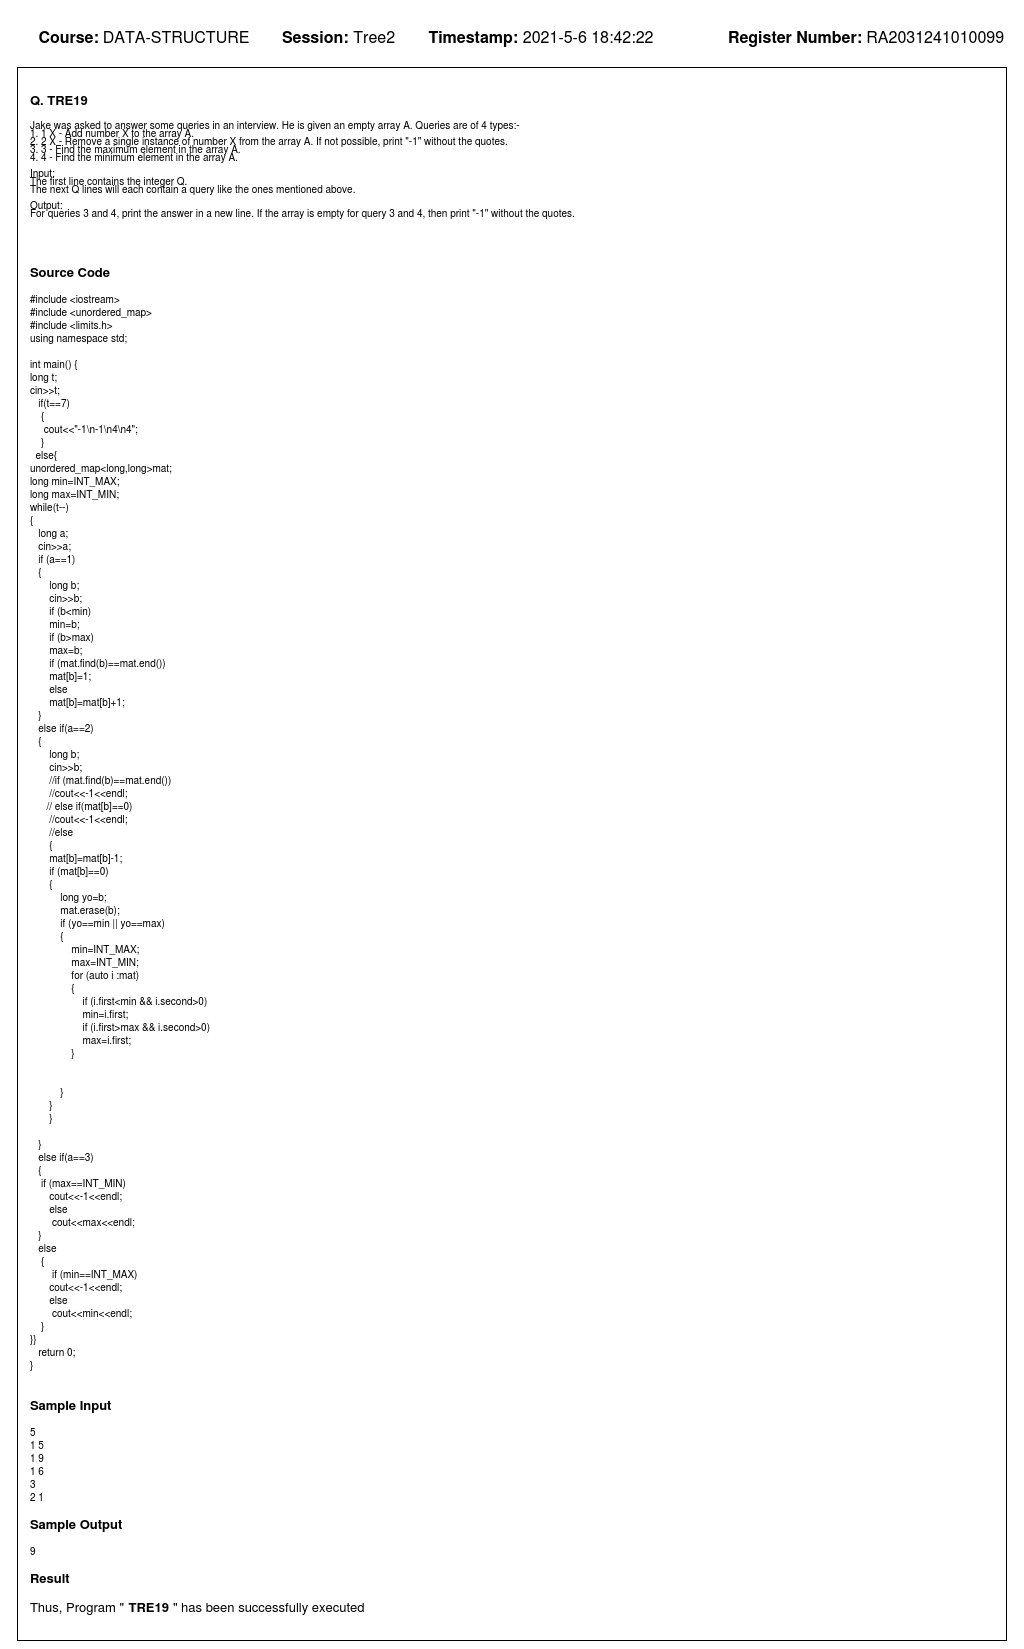 Course: DATA-STRUCTURE Session: Tree2 Timestamp: 2021-5-6 18:42:22 Register Number: RA2031241010099
Q. TRE19
Jake was asked to answer some queries in an interview. He is given an empty array A. Queries are of 4 types:-
1. 1 X - Add number X to the array A.
2. 2 X - Remove a single instance of number X from the array A. If not possible, print "-1" without the quotes.
3. 3 - Find the maximum element in the array A.
4. 4 - Find the minimum element in the array A.
Input:
The first line contains the integer Q.
The next Q lines will each contain a query like the ones mentioned above.
Output:
For queries 3 and 4, print the answer in a new line. If the array is empty for query 3 and 4, then print "-1" without the quotes.
Source Code
#include <iostream>
#include <unordered_map>
#include <limits.h>
using namespace std;
int main() {
long t;
cin>>t;
if(t==7)
{
cout<<"-1\n-1\n4\n4";
}
else{
unordered_map<long,long>mat;
long min=INT_MAX;
long max=INT_MIN;
while(t--)
{
long a;
cin>>a;
if (a==1)
{
long b;
cin>>b;
if (b<min)
min=b;
if (b>max)
max=b;
if (mat.find(b)==mat.end())
mat[b]=1;
else
mat[b]=mat[b]+1;
}
else if(a==2)
{
long b;
cin>>b;
//if (mat.find(b)==mat.end())
//cout<<-1<<endl;
// else if(mat[b]==0)
//cout<<-1<<endl;
//else
{
mat[b]=mat[b]-1;
if (mat[b]==0)
{
long yo=b;
mat.erase(b);
if (yo==min || yo==max)
{
min=INT_MAX;
max=INT_MIN;
for (auto i :mat)
{
if (i.first<min && i.second>0)
min=i.first;
if (i.first>max && i.second>0)
max=i.first;
}
}
}
}
}
else if(a==3)
{
if (max==INT_MIN)
cout<<-1<<endl;
else
cout<<max<<endl;
}
else
{
if (min==INT_MAX)
cout<<-1<<endl;
else
cout<<min<<endl;
}
}}
return 0;
}
Sample Input
5
1 5
1 9
1 6
3
2 1
Sample Output
9
Result
Thus, Program " TRE19 " has been successfully executed